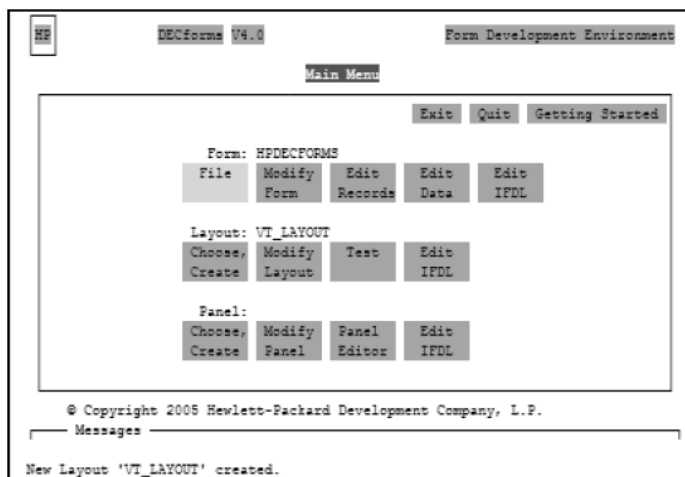 HP DECforms V4.0 Form Development Environment
Main Menu
Exit Quit Getting Started
Form: HPDECFORMS
File Modify Edit Edit Edit
Form Records Data IFDL
Layout: VT_LAYOUT
Choose, Modify Test Edit
Create Layout IFDL
Panel:
Choose, Modify Panel Edit
Create Panel Editor IFDL
© Copyright 2005 Hewlett-Packard Development Company, L.P.
Messages
New Layout 'VT_LAYOUT' created.